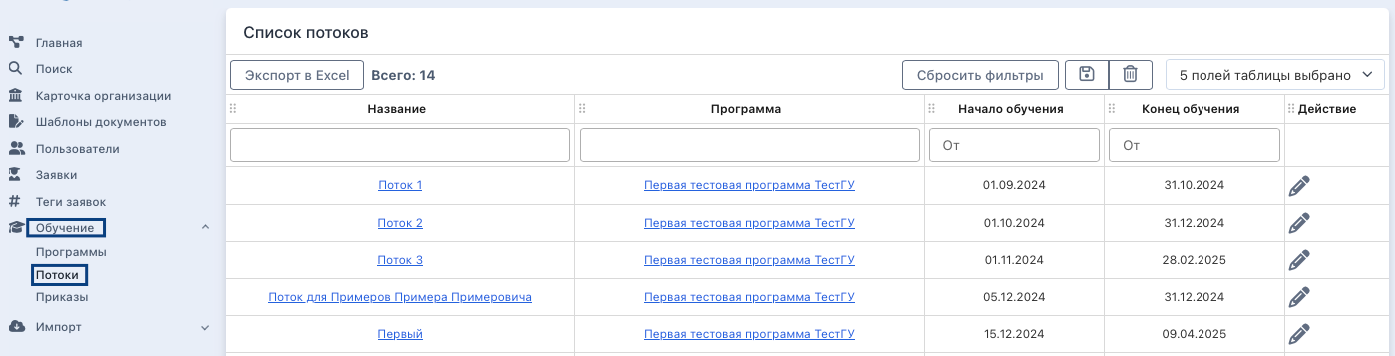 Главная
Поиск
Карточка организации
Шаблоны документов
Пользователи
Заявки
Теги заявок
Обучение
Программы
Потоки
Приказы
Импорт
Список потоков
Экспорт в Excel Всего: 14 Сбросить фильтры 5 полей таблицы выбрано
Название Программа Начало обучения Конец обучения Действие
От От
Поток 1 Первая тестовая программа ТестГУ 01.09.2024 31.10.2024
Поток 2 Первая тестовая программа ТестГУ 01.10.2024 31.12.2024
Поток 3 Первая тестовая программа ТестГУ 01.11.2024 28.02.2025
Поток для Примеров Примера Примеровича Первая тестовая программа ТестГУ 05.12.2024 31.12.2024
Первый Первая тестовая программа ТестГУ 15.12.2024 09.04.2025